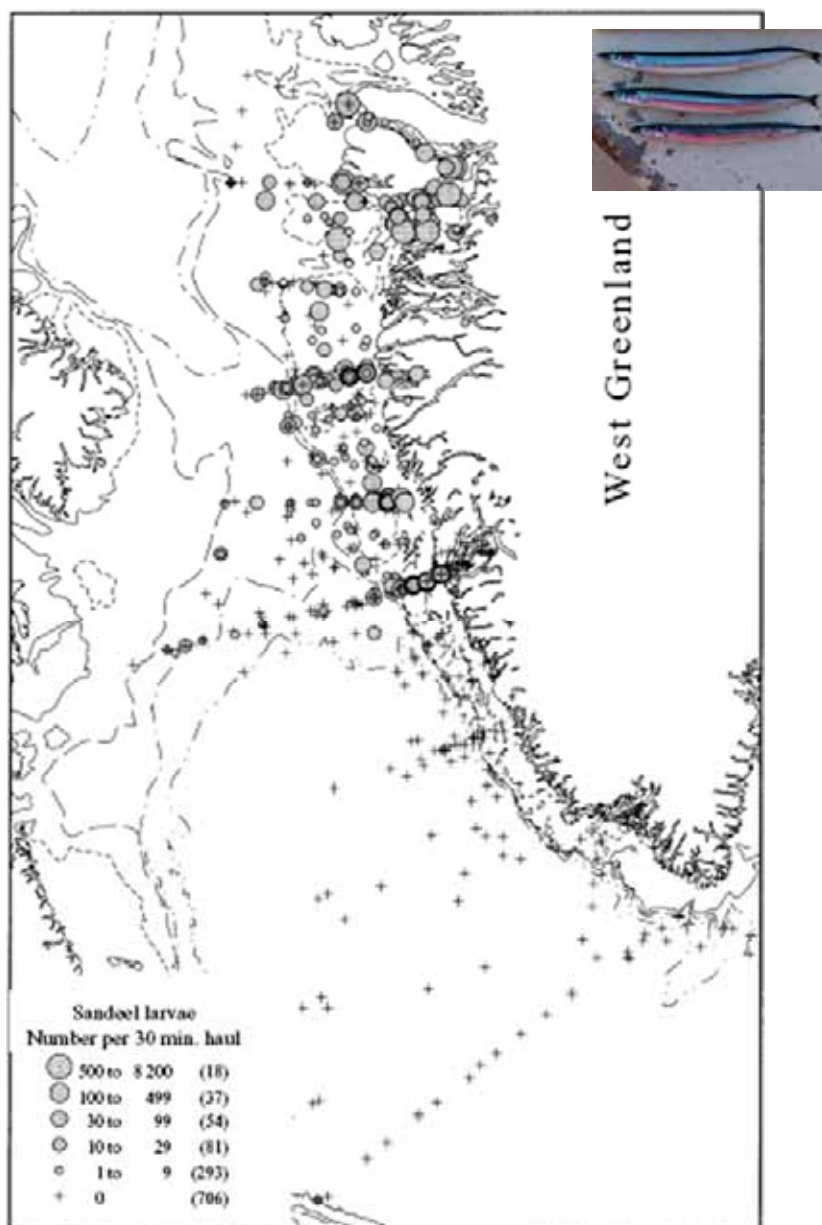 West Greenland
Sandeel larvae
Number per 30 min. haul
500 to 8 200 (18)
100 to 499 (37)
30 to 99 (54)
10 to 29 (81)
1 to 9 (293)
0 (706)